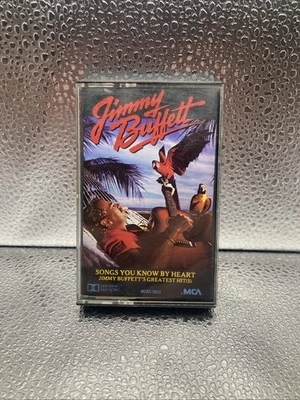 Jimmy
Buffett
SONGS YOU KNOW BY HEART
JIMMY BUFFETT'S GREATEST HIT(S)
MCA